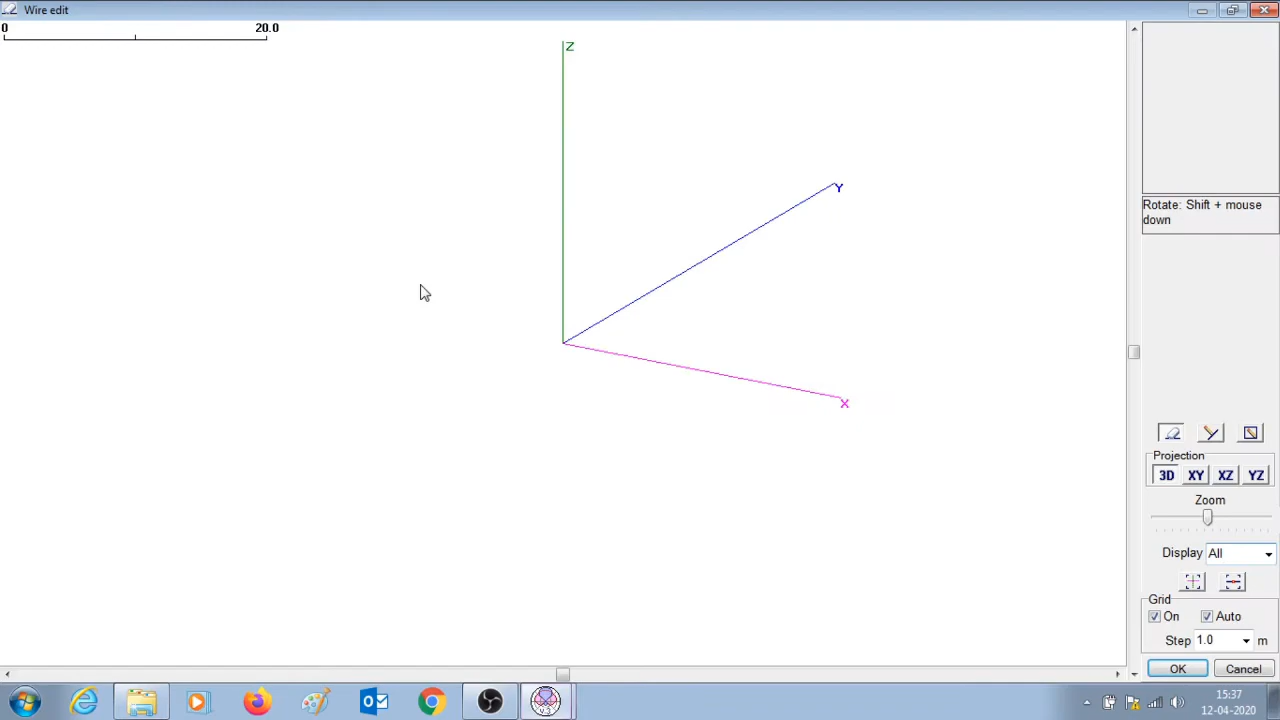 Wire edit
0 20.0
Z
Y
X
Rotate: Shift + mouse
down
Projection
3D XY XZ YZ
Zoom
Display All
Grid
On Auto
Step 1.0 m
OK Cancel
15:37
12-04-2020